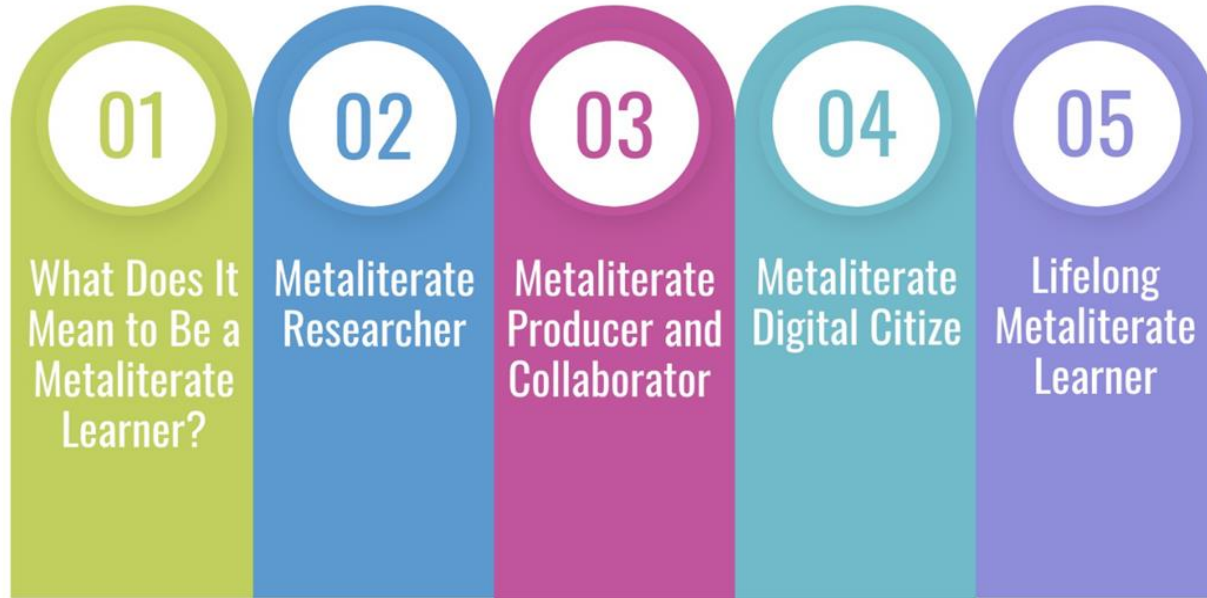 01
What Does It
Mean to Be a
Metaliterate
Learner?
02
Metaliterate
Researcher
03
Metaliterate
Producer and
Collaborator
04
Metaliterate
Digital Citize
05
Lifelong
Metaliterate
Learner